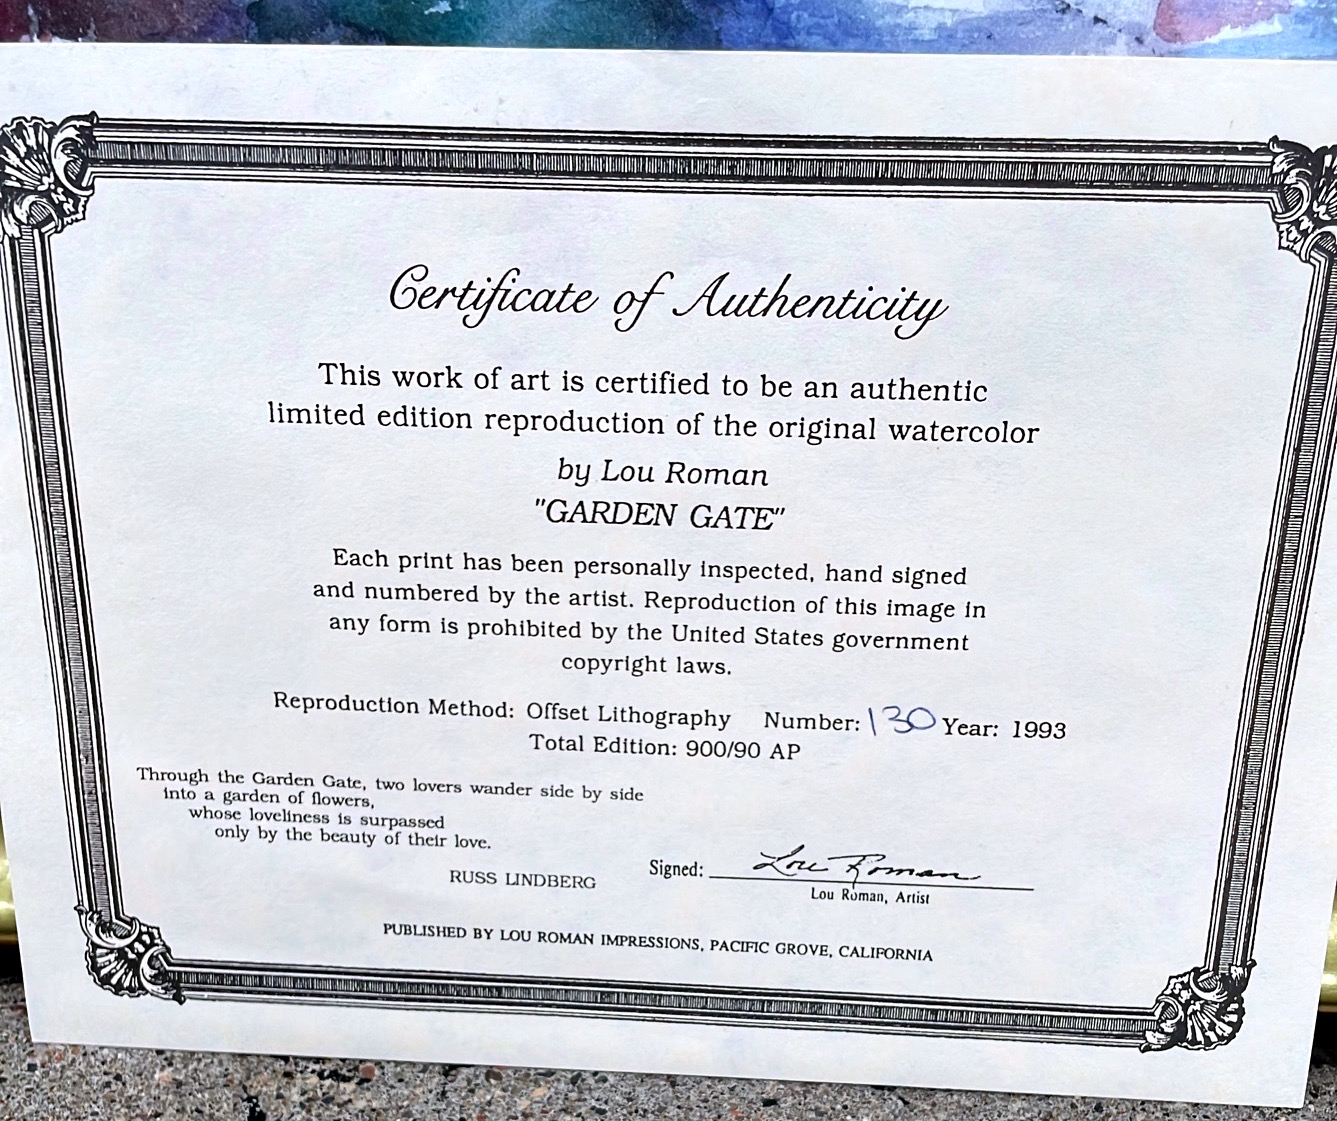 Certificate of Authenticity
This work of art is certified to be an authentic
limited edition reproduction of the original watercolor
by Lou Roman
"GARDEN GATE"
Each print has been personally inspected, hand signed
and numbered by the artist. Reproduction of this image in
any form is prohibited by the United States government
copyright laws.
Reproduction Method: Offset Lithography Number: 130 Year: 1993
Total Edition: 900/90 AP
Through the Garden Gate, two lovers wander side by side
into a garden of flowers,
whose loveliness is surpassed
only by the beauty of their love.
RUSS LINDBERG
Signed: Lou Roman
Lou Roman, Artist
PUBLISHED BY LOU ROMAN IMPRESSIONS, PACIFIC GROVE, CALIFORNIA